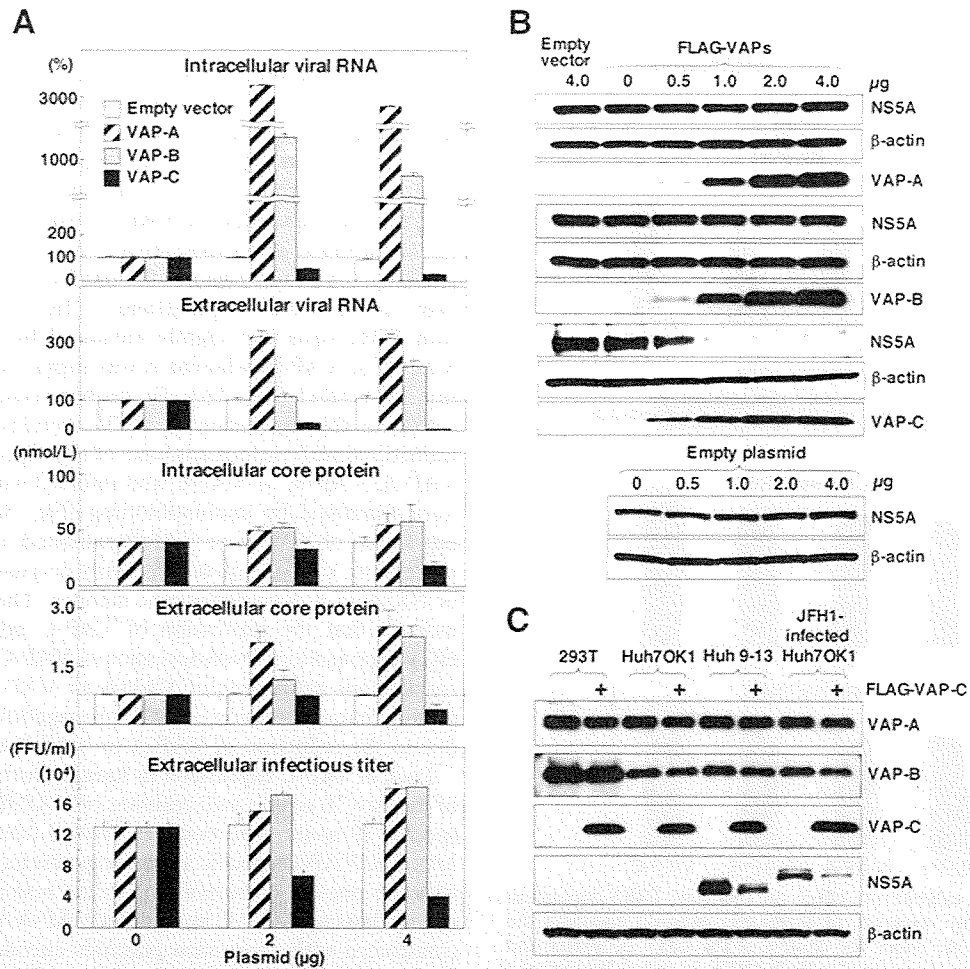 A
(%)
Intracellular viral RNA
3000
Empty vector
VAP-A
VAP-B
VAP-C
1000
200
100
0
Extracellular viral RNA
300
100
0
(nmol/L)
Intracellular core protein
100
50
0
Extracellular core protein
3.0
1.5
0
(FFU/ml)
(10⁴)
Extracellular infectious titer
16
12
8
4
0
0 2 4
Plasmid (μg)
B
Empty vector
FLAG-VAPs
4.0 0 0.5 1.0 2.0 4.0 μg
NS5A
β-actin
VAP-A
NS5A
β-actin
VAP-B
NS5A
β-actin
VAP-C
Empty plasmid
0 0.5 1.0 2.0 4.0 μg
NS5A
β-actin
C
293T Huh7OK1 Huh 9-13 JFH1-infected Huh7OK1
+ + + + FLAG-VAP-C
VAP-A
VAP-B
VAP-C
NS5A
β-actin